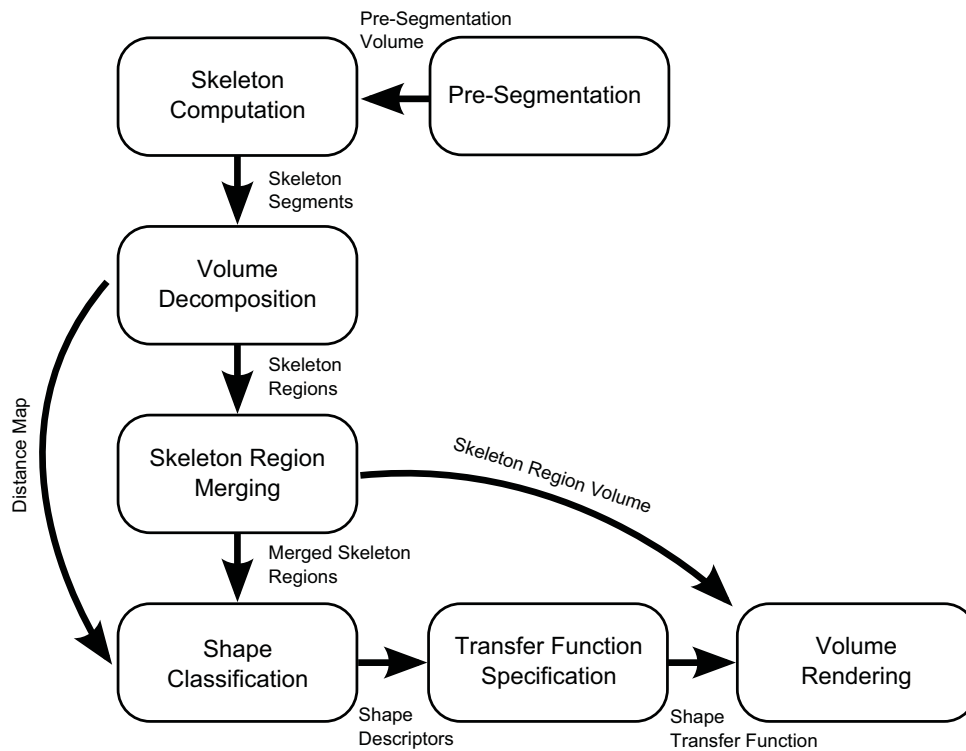 Pre-Segmentation
Volume
Skeleton
Computation
Pre-Segmentation
Skeleton
Segments
Volume
Decomposition
Skeleton
Regions
Distance Map
Skeleton Region
Merging
Skeleton Region Volume
Merged Skeleton
Regions
Shape
Classification
Shape
Descriptors
Transfer Function
Specification
Shape
Transfer Function
Volume
Rendering